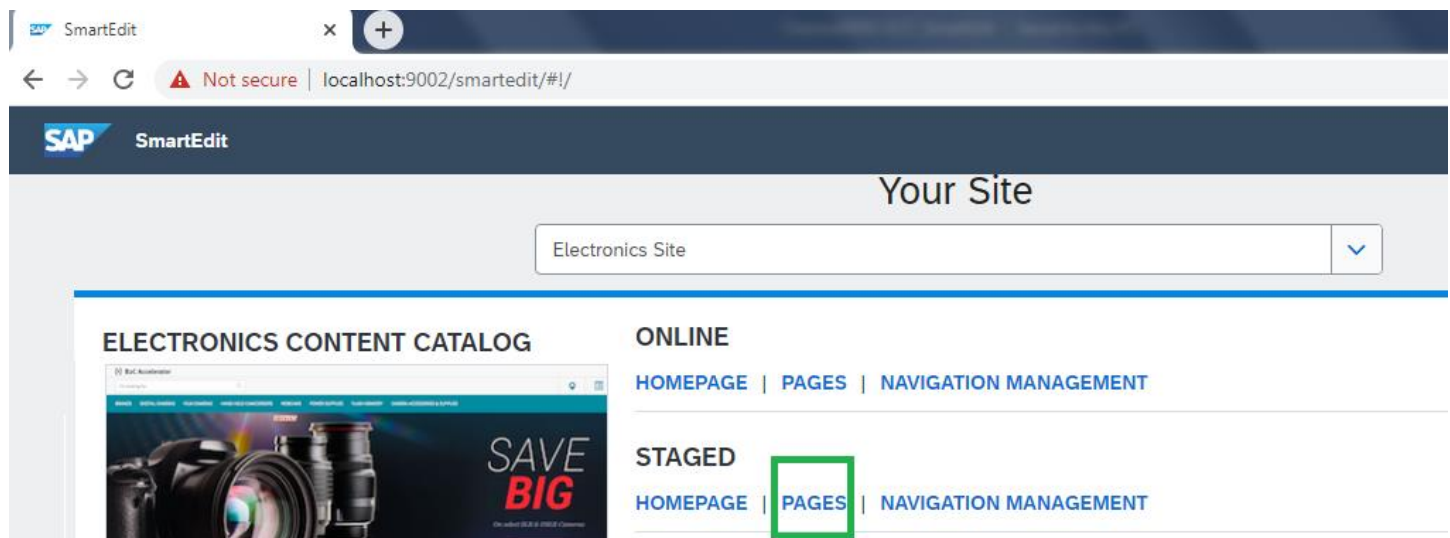 SAP SmartEdit
Not secure | localhost:9002/smartedit/#!/
SAP SmartEdit
Your Site
Electronics Site
ELECTRONICS CONTENT CATALOG
SAVE
BIG
ONLINE
HOMEPAGE | PAGES | NAVIGATION MANAGEMENT
STAGED
HOMEPAGE | PAGES | NAVIGATION MANAGEMENT